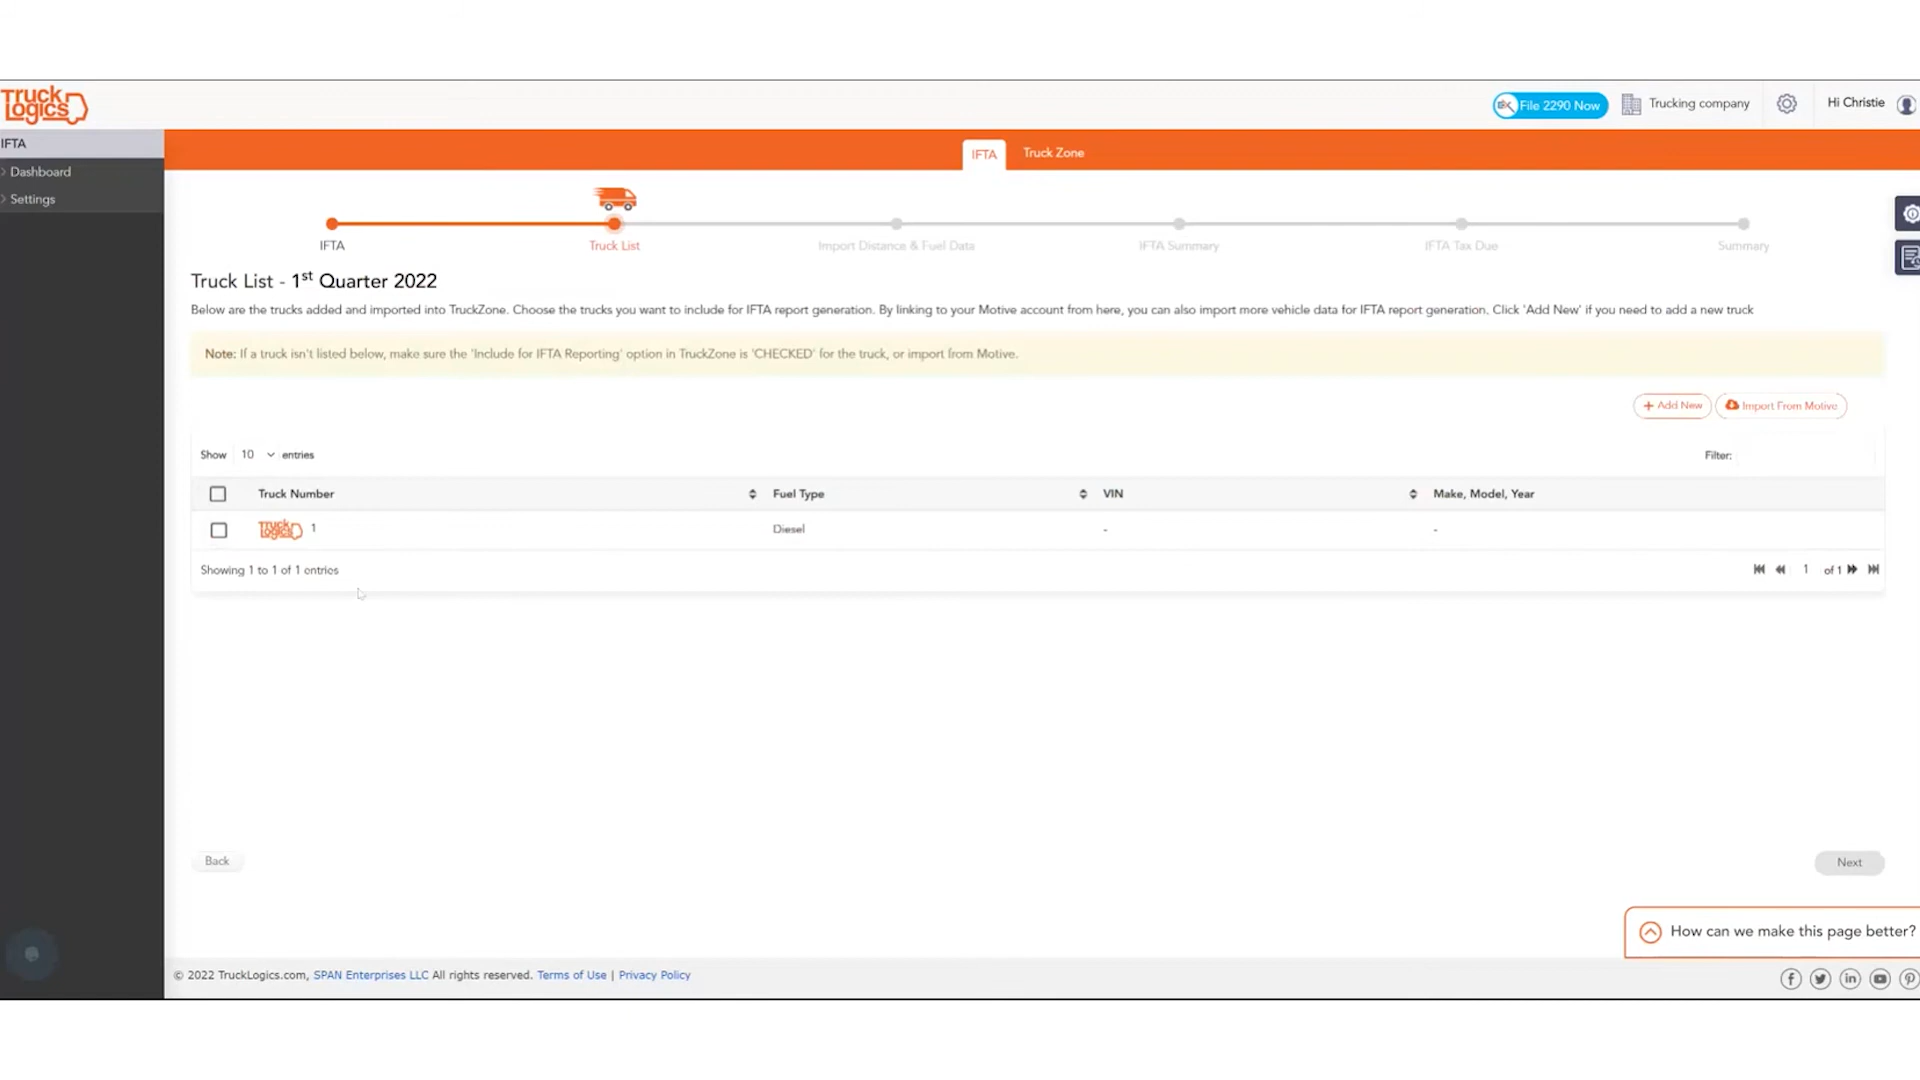 Truck Logics
File 2290 Now
Trucking company
Hi Christie
IFTA
Dashboard
Settings
IFTA
Truck Zone
IFTA
Truck List
Import Distance & Fuel Data
IFTA Summary
IFTA Tax Due
Summary
Truck List - 1st Quarter 2022
Below are the trucks added and imported into TruckZone. Choose the trucks you want to include for IFTA report generation. By linking to your Motive account from here, you can also import more vehicle data for IFTA report generation. Click 'Add New' if you need to add a new truck
Note: If a truck isn't listed below, make sure the 'Include for IFTA Reporting' option in TruckZone is 'CHECKED' for the truck, or import from Motive.
+ Add New
Import From Motive
Show 10 entries
Filter:
Truck Number Fuel Type VIN Make, Model, Year
Truck Logics 1 Diesel - -
Showing 1 to 1 of 1 entries
1 of 1
Back
Next
How can we make this page better?
© 2022 TruckLogics.com, SPAN Enterprises LLC All rights reserved. Terms of Use | Privacy Policy